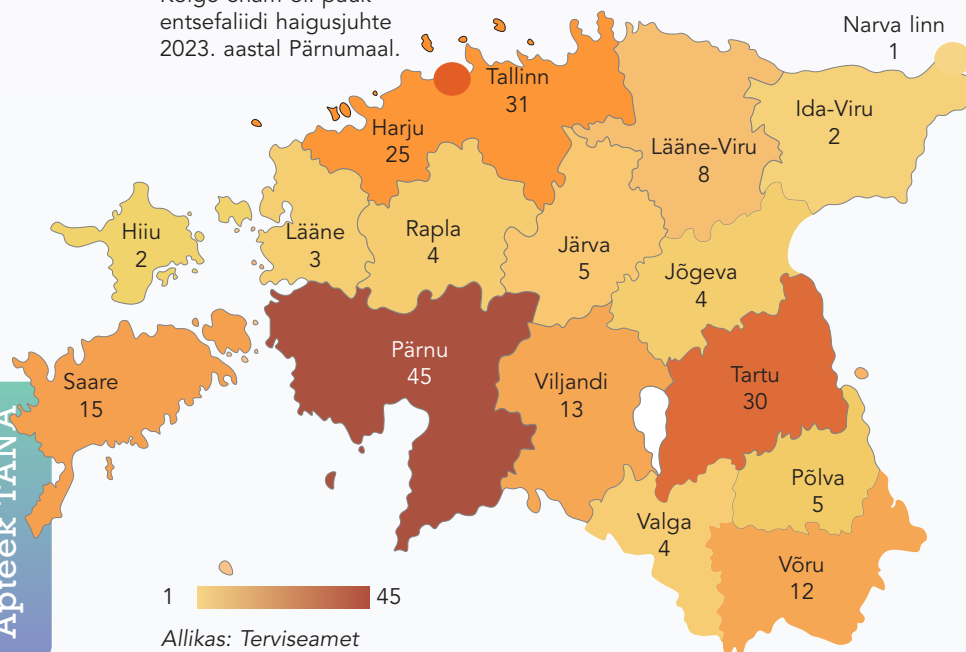 entsefaliidi haigusjuhte
2023. aastal Pärnumaal.
Narva linn
1
Tallinn
31
Harju
25
Ida-Viru
2
Lääne-Viru
8
Hiiu
2
Lääne
3
Rapla
4
Järva
5
Jõgeva
4
Saare
15
Pärnu
45
Viljandi
13
Tartu
30
Põlva
5
Valga
4
Võru
12
1
45
Allikas: Terviseamet
Apteek TÄNA